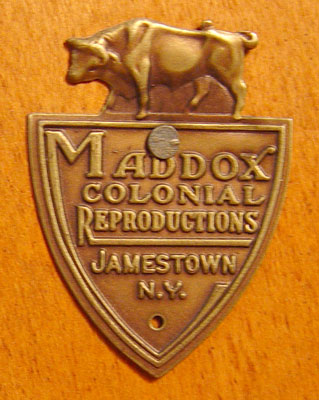 MADDOX
COLONIAL
REPRODUCTIONS
JAMESTOWN
N.Y.